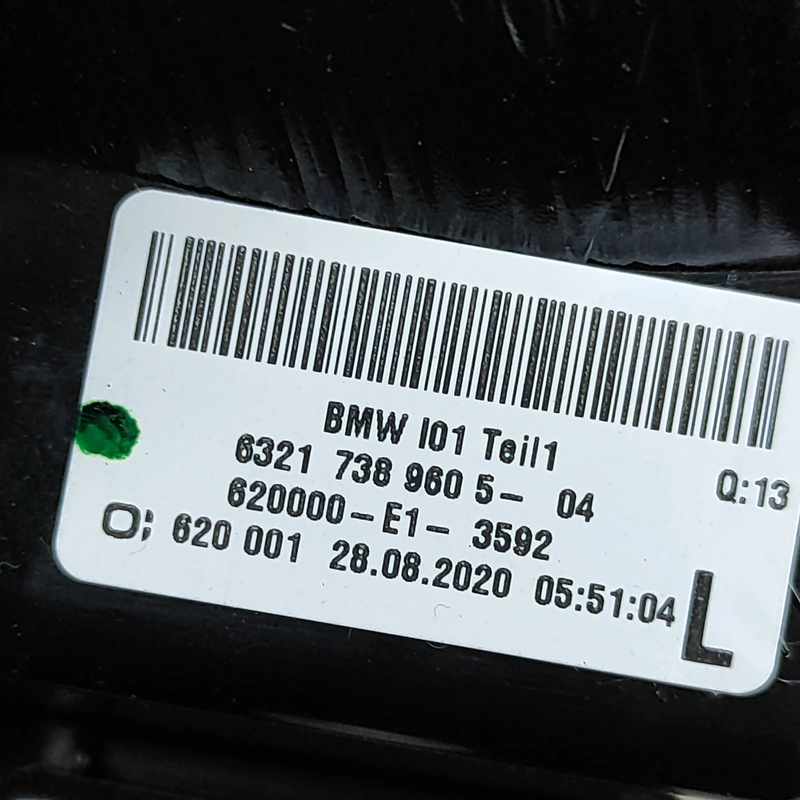 BMW I01 Teil1
6321 738 960 5- 04
Q:13
620000-E1- 3592
620 001 28.08.2020 05:51:04
L